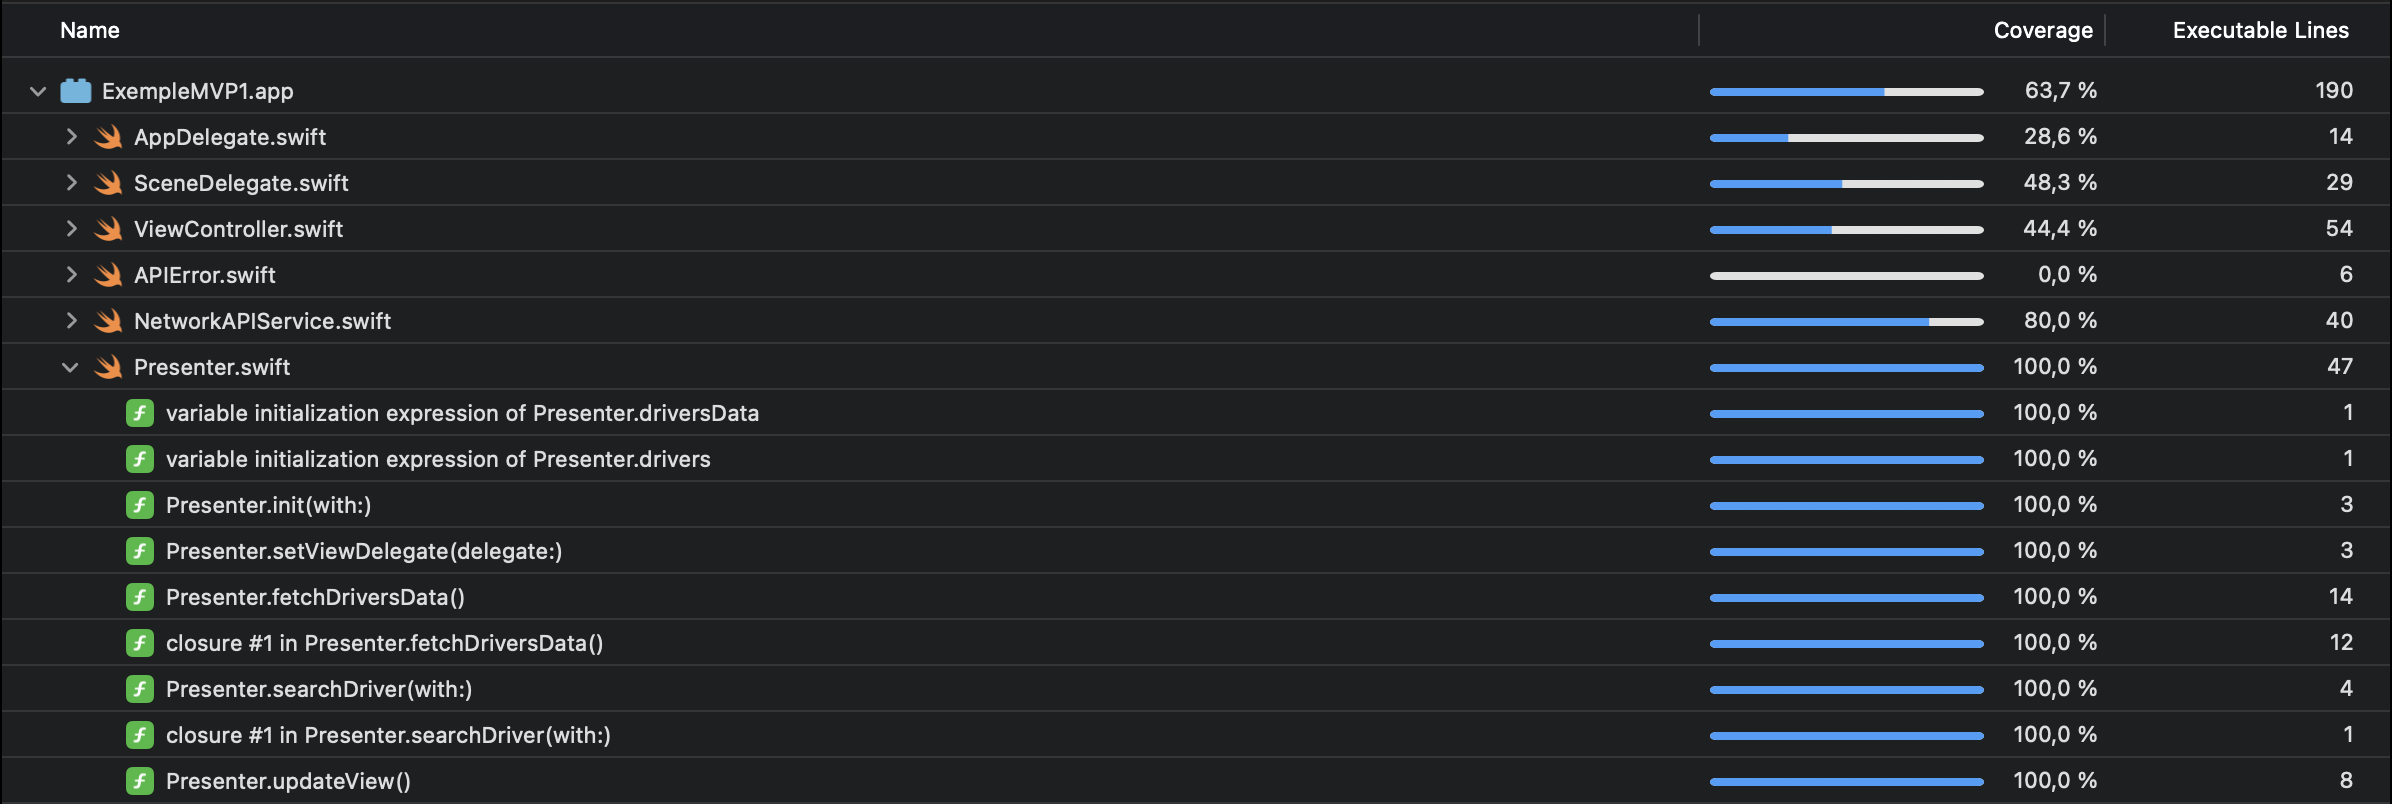 Name Coverage Executable Lines
ExempleMVP1.app 63,7 % 190
AppDelegate.swift 28,6 % 14
SceneDelegate.swift 48,3 % 29
ViewController.swift 44,4 % 54
APIError.swift 0,0 % 6
NetworkAPIService.swift 80,0 % 40
Presenter.swift 100,0 % 47
f variable initialization expression of Presenter.driversData 100,0 % 1
f variable initialization expression of Presenter.drivers 100,0 % 1
f Presenter.init(with:) 100,0 % 3
f Presenter.setViewDelegate(delegate:) 100,0 % 3
f Presenter.fetchDriversData() 100,0 % 14
f closure #1 in Presenter.fetchDriversData() 100,0 % 12
f Presenter.searchDriver(with:) 100,0 % 4
f closure #1 in Presenter.searchDriver(with:) 100,0 % 1
f Presenter.updateView() 100,0 % 8